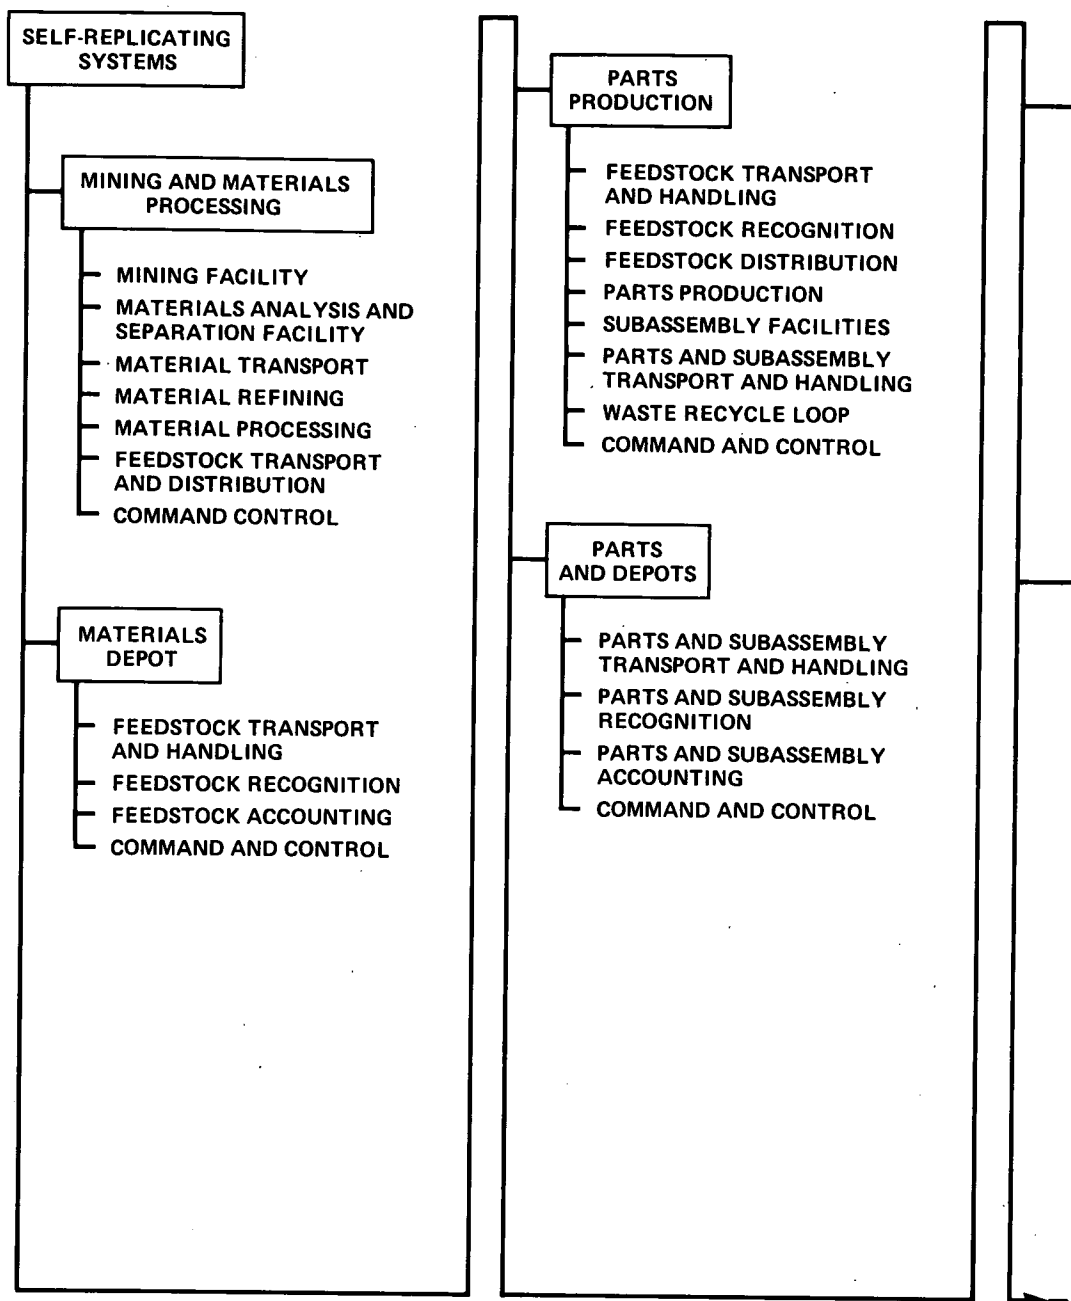 SELF-REPLICATING
SYSTEMS
MINING AND MATERIALS
PROCESSING
MINING FACILITY
MATERIALS ANALYSIS AND
SEPARATION FACILITY
MATERIAL TRANSPORT
MATERIAL REFINING
MATERIAL PROCESSING
FEEDSTOCK TRANSPORT
AND DISTRIBUTION
COMMAND CONTROL
MATERIALS
DEPOT
FEEDSTOCK TRANSPORT
AND HANDLING
FEEDSTOCK RECOGNITION
FEEDSTOCK ACCOUNTING
COMMAND AND CONTROL
PARTS
PRODUCTION
FEEDSTOCK TRANSPORT
AND HANDLING
FEEDSTOCK RECOGNITION
FEEDSTOCK DISTRIBUTION
PARTS PRODUCTION
SUBASSEMBLY FACILITIES
PARTS AND SUBASSEMBLY
TRANSPORT AND HANDLING
WASTE RECYCLE LOOP
COMMAND AND CONTROL
PARTS
AND DEPOTS
PARTS AND SUBASSEMBLY
TRANSPORT AND HANDLING
PARTS AND SUBASSEMBLY
RECOGNITION
PARTS AND SUBASSEMBLY
ACCOUNTING
COMMAND AND CONTROL